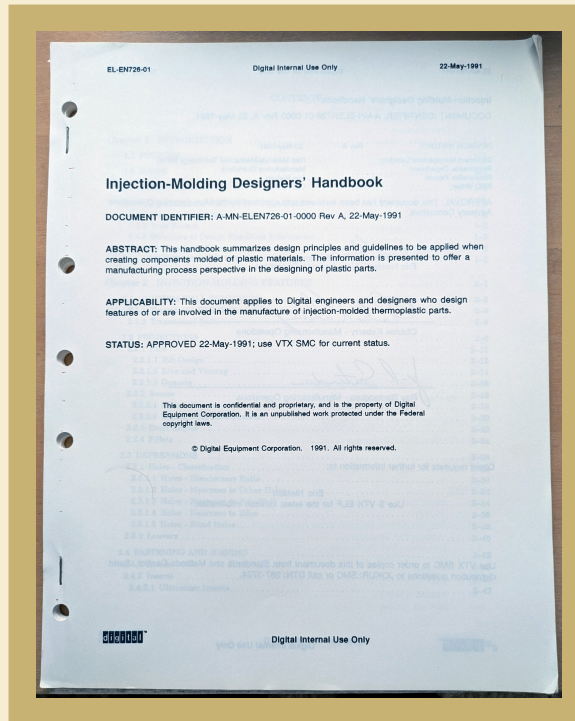 EL-EN726-01 Digital Internal Use Only 22-May-1991
Injection-Molding Designers' Handbook
DOCUMENT IDENTIFIER: A-MN-ELEN726-01-0000 Rev A, 22-May-1991
ABSTRACT: This handbook summarizes design principles and guidelines to be applied when
creating components molded of plastic materials. The information is presented to offer a
manufacturing process perspective in the designing of plastic parts.
APPLICABILITY: This document applies to Digital engineers and designers who design
features of or are involved in the manufacture of injection-molded thermoplastic parts.
STATUS: APPROVED 22-May-1991; use VTX SMC for current status.
This document is confidential and proprietary, and is the property of Digital
Equipment Corporation. It is an unpublished work protected under the Federal
copyright laws.
© Digital Equipment Corporation. 1991. All rights reserved.
digital™ Digital Internal Use Only